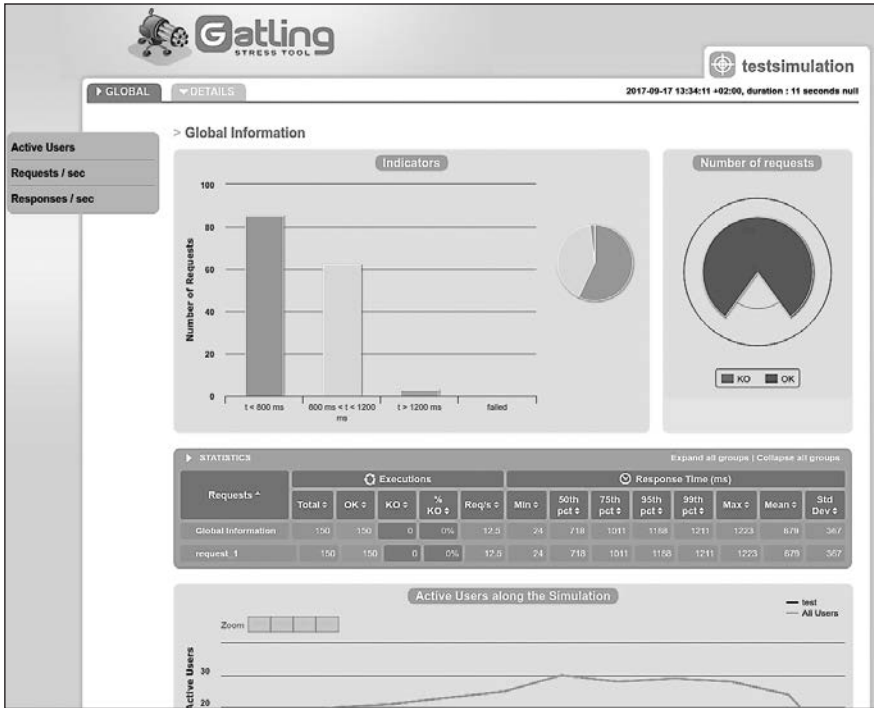 Gatling
STRESS TOOL
testsimulation
GLOBAL
DETAILS
2017-09-17 13:34:11 +02:00, duration : 11 seconds null
Active Users
Requests / sec
Responses / sec
> Global Information
Indicators
Number of Requests
100
80
60
40
20
0
t < 800 ms
800 ms < t < 1200 ms
t > 1200 ms
failed
Number of requests
KO OK
STATISTICS
Expand all groups | Collapse all groups
Requests
Executions
Response Time (ms)
Total OK KO % KO Req/s Min 50th pct 75th pct 95th pct 99th pct Max Mean Std Dev
Global Information 150 150 0 0% 12.5 24 718 1011 1188 1211 1223 679 367
request_1 150 150 0 0% 12.5 24 718 1011 1188 1211 1223 679 367
Active Users along the Simulation
Zoom
test
All Users
Active Users
30
20